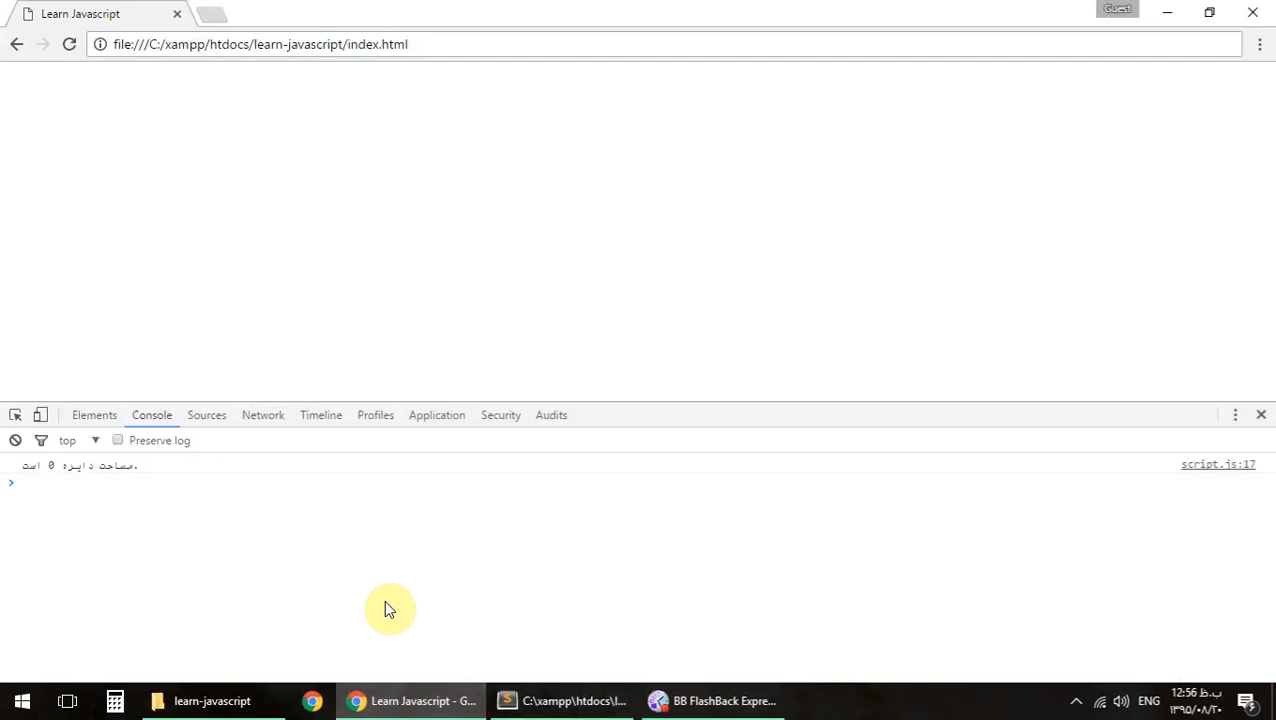 Learn Javascript
Guest
file:///C:/xampp/htdocs/learn-javascript/index.html
Elements Console Sources Network Timeline Profiles Application Security Audits
top Preserve log
مساحت دایره 0 است.
script.js:17
learn-javascript
Learn Javascript - G...
C:\xampp\htdocs\l...
BB FlashBack Expre...
ENG
12:56 ب.ظ
۱۳۹۵/۰۸/۲۰